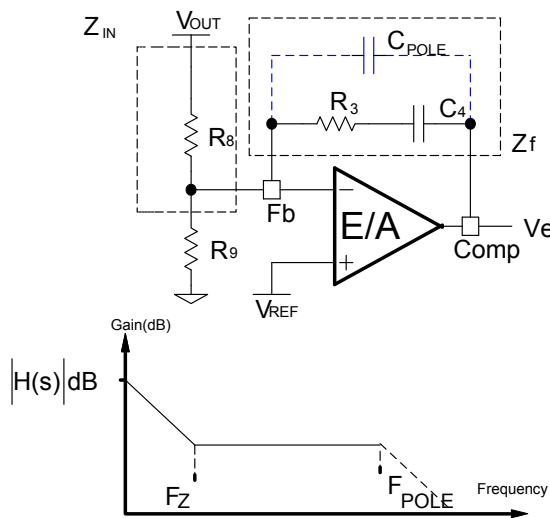 Z IN
VOUT
CPOLE
R3
C4
R8
Zf
Fb
E/A
Ve
Comp
R9
VREF
Gain(dB)
|H(s)|dB
FZ
FPOLE
Frequency